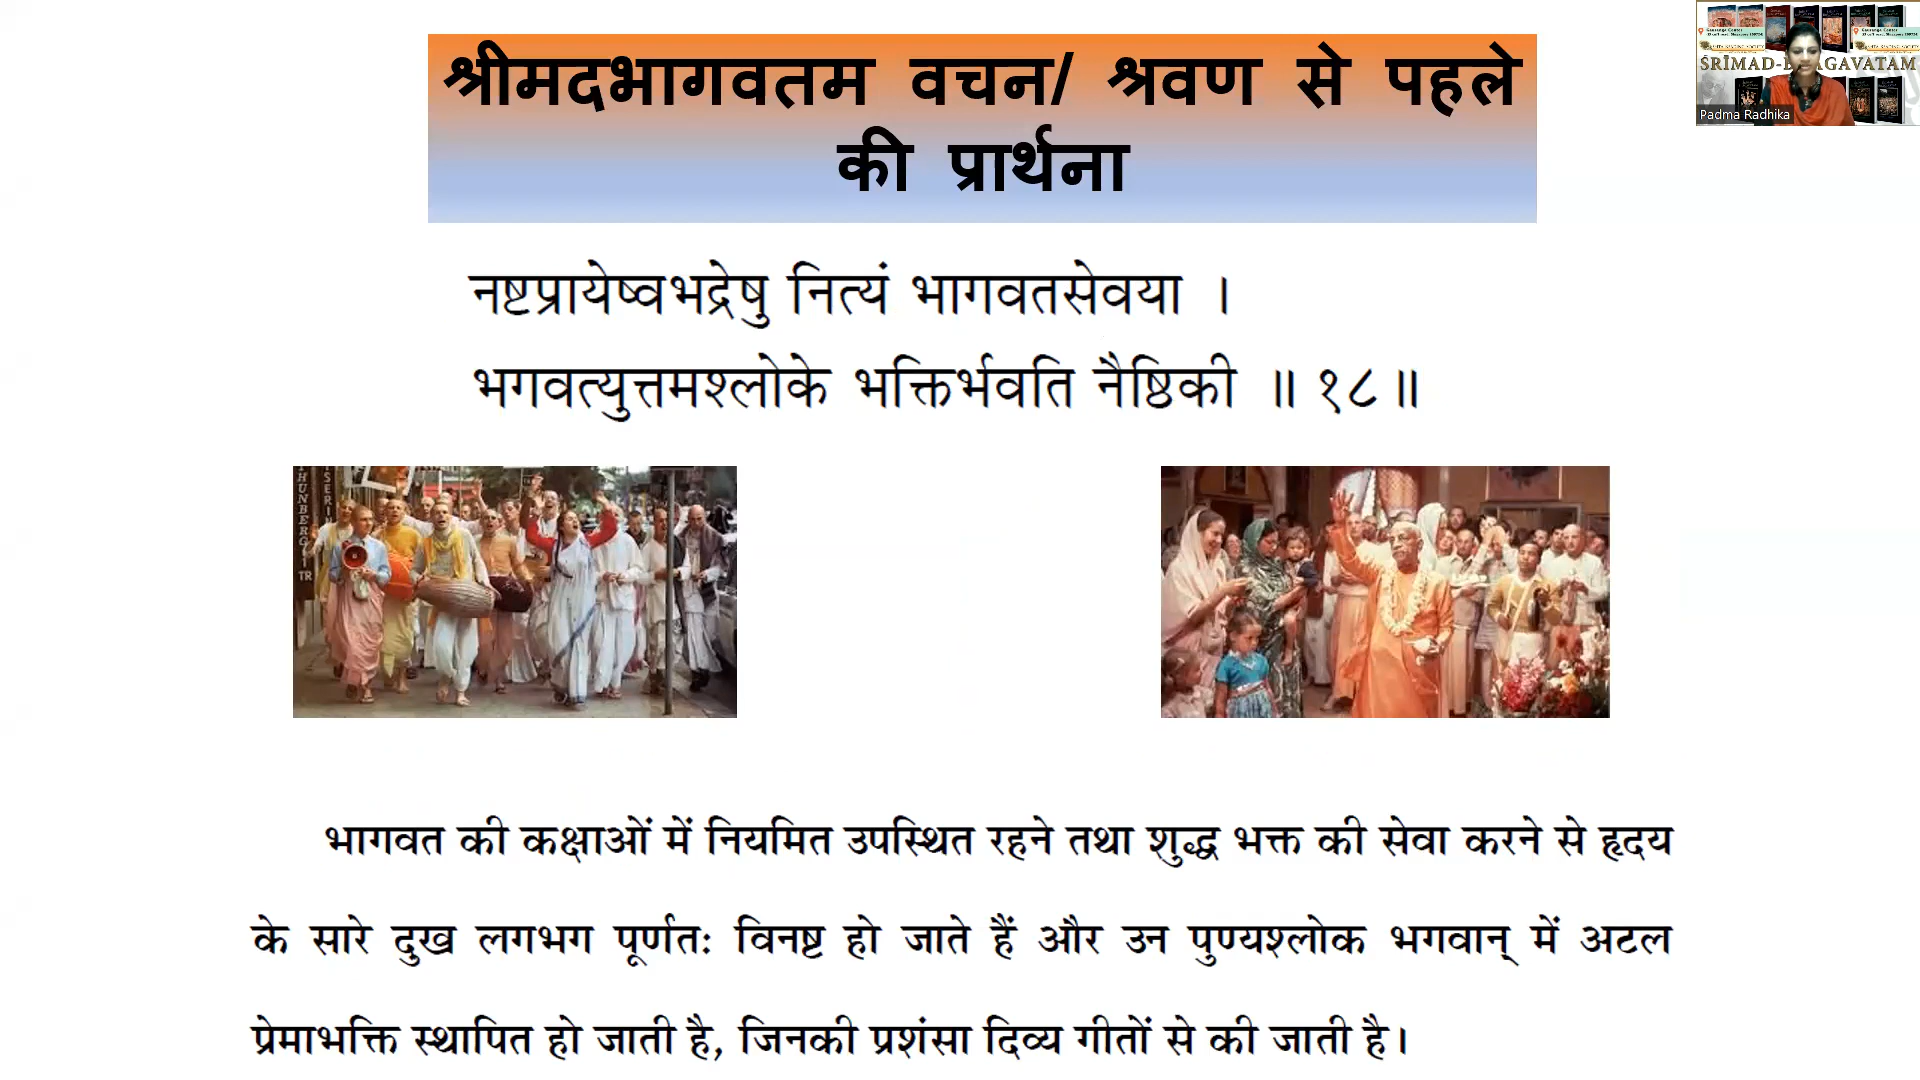 श्रीमदभागवतम वचन/ श्रवण से पहले
की प्रार्थना
ŚRĪMAD-B AGAVATAM
Padma Radhika
नष्टप्रायेष्वभद्रेषु नित्यं भागवतसेवया ।
भगवत्युत्तमश्लोके भक्तिर्भवति नैष्ठिकी ॥ १८ ॥
भागवत की कक्षाओं में नियमित उपस्थित रहने तथा शुद्ध भक्त की सेवा करने से हृदय
के सारे दुख लगभग पूर्णतः विनष्ट हो जाते हैं और उन पुण्यश्लोक भगवान् में अटल
प्रेमाभक्ति स्थापित हो जाती है, जिनकी प्रशंसा दिव्य गीतों से की जाती है।